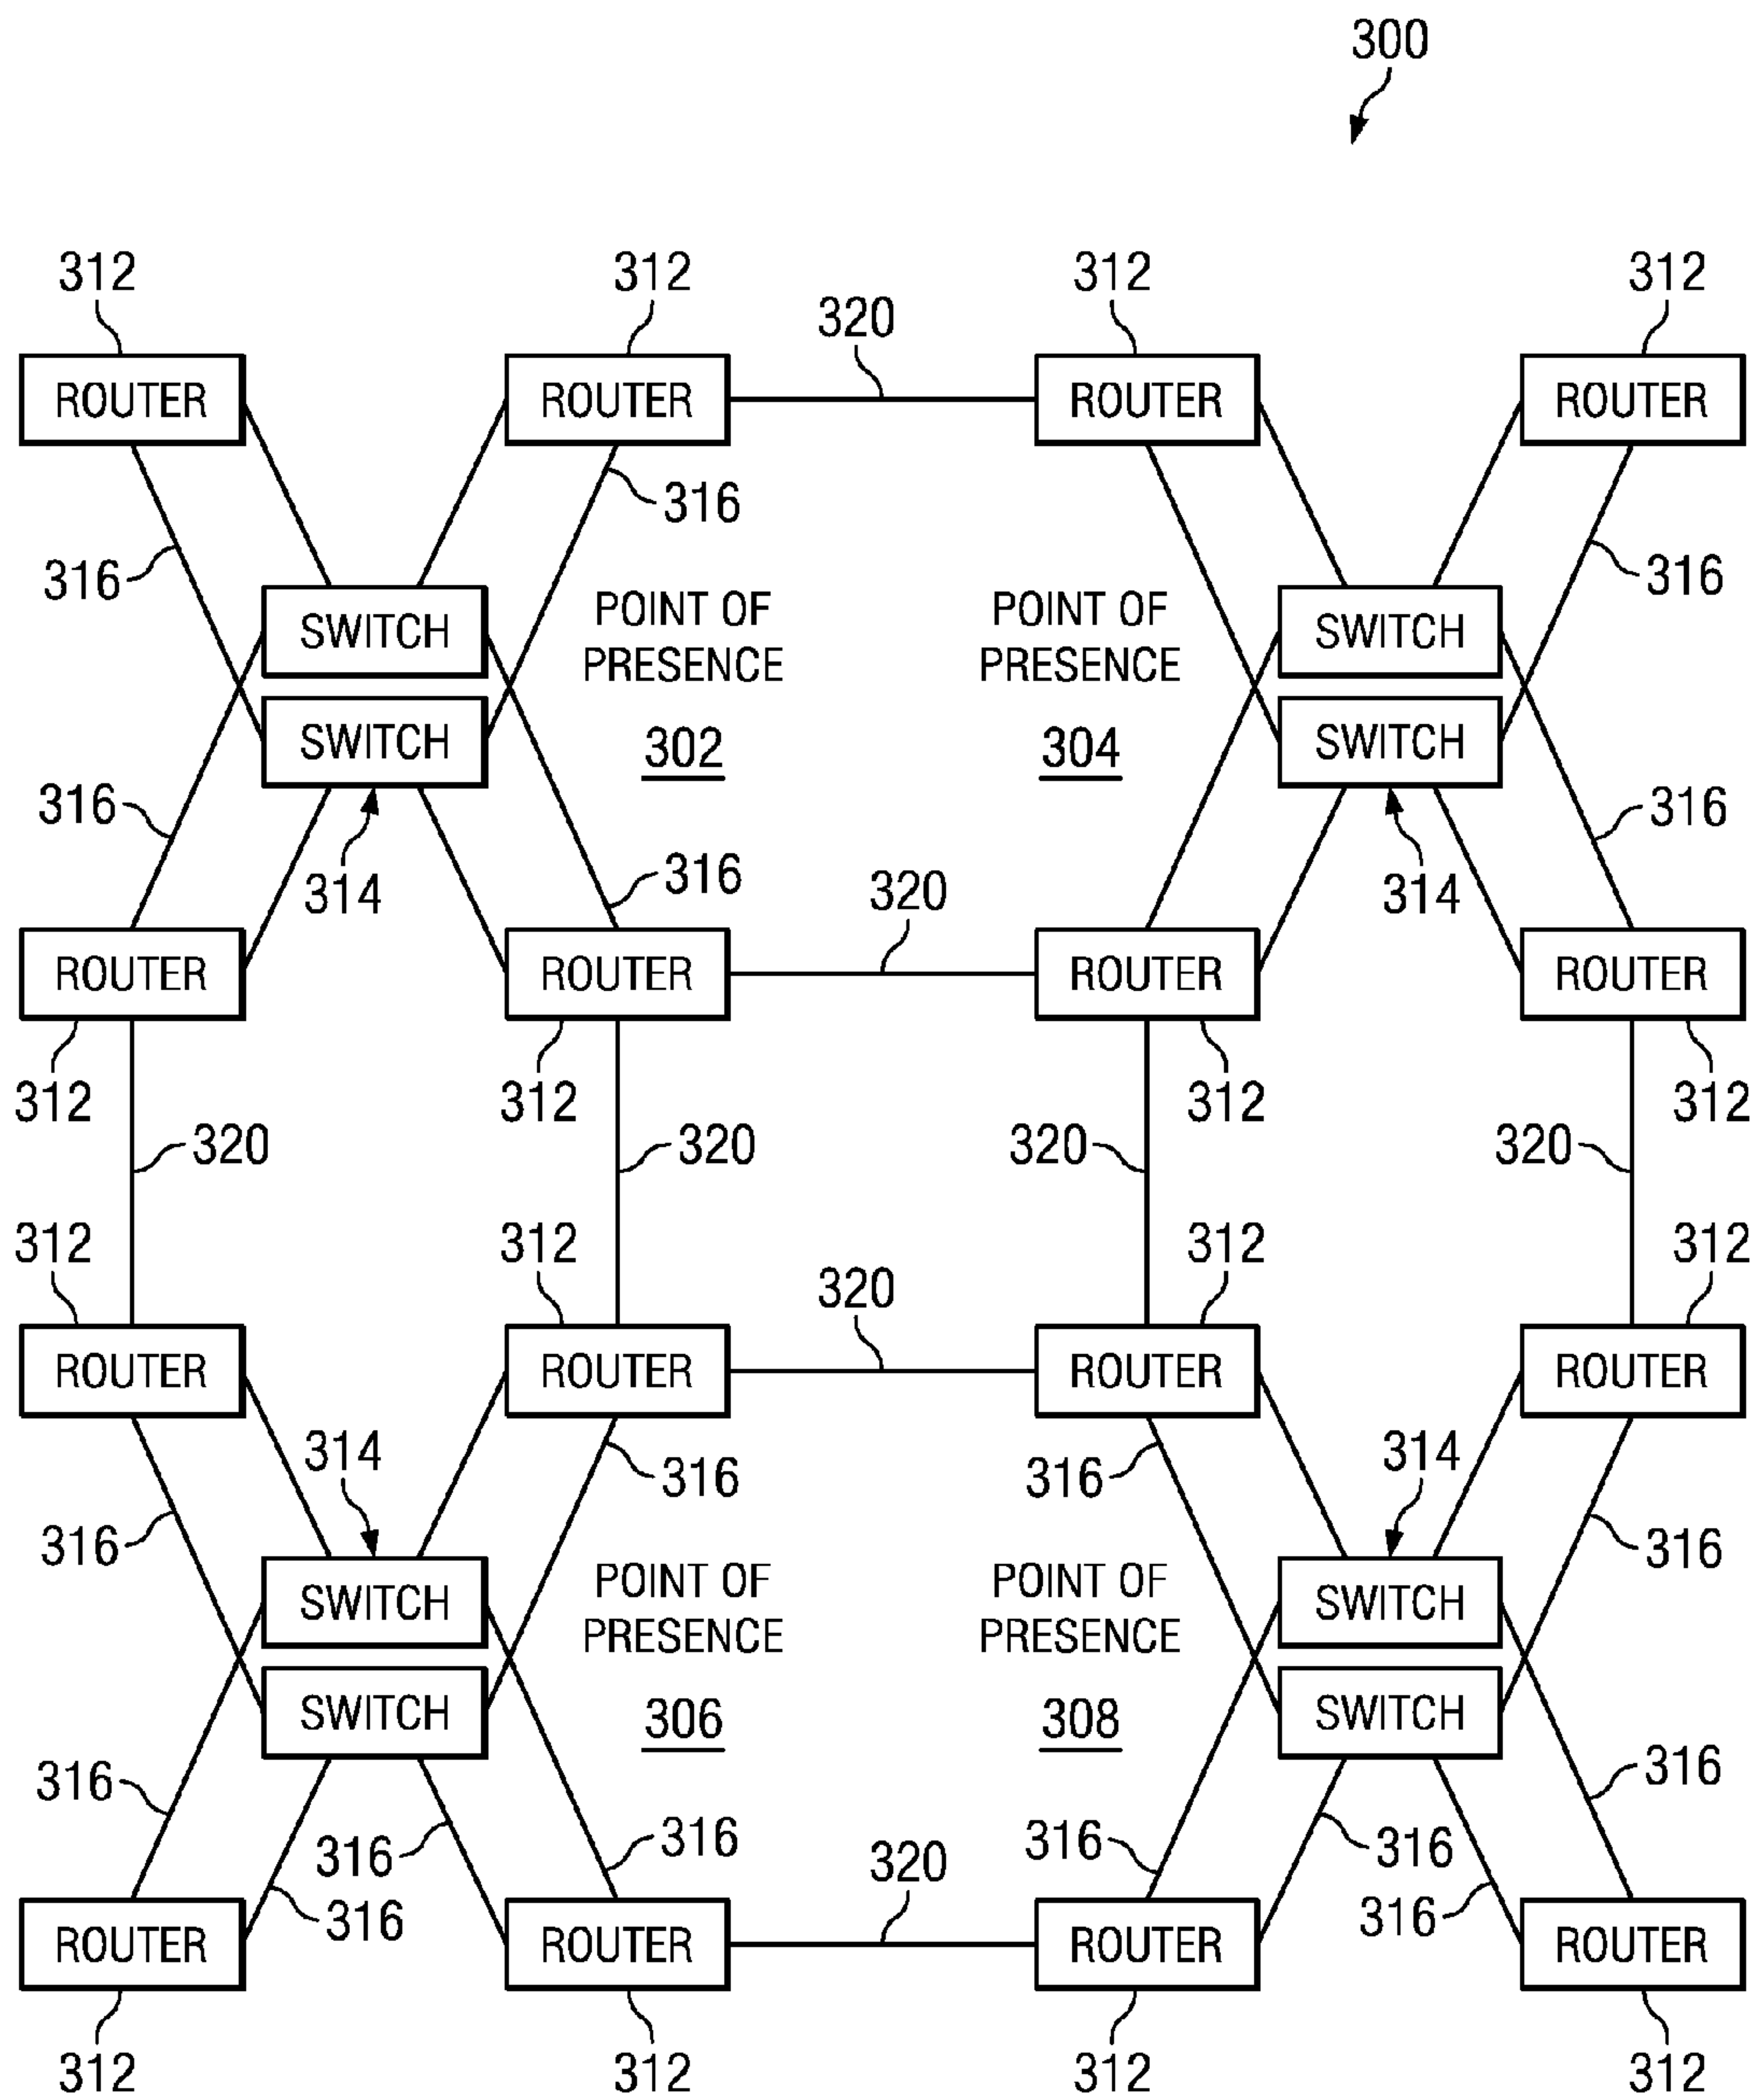 300
312 312 312 312
320
ROUTER ROUTER ROUTER ROUTER
316
316 316
POINT OF PRESENCE
302
POINT OF PRESENCE
304
SWITCH SWITCH
SWITCH SWITCH
316 316
314 316 320 314
ROUTER ROUTER ROUTER ROUTER
312 312 312 312
320 320 320 320
312 312 312 312
320
ROUTER ROUTER ROUTER ROUTER
314 316 316 314
316 316
POINT OF PRESENCE
306
POINT OF PRESENCE
308
SWITCH SWITCH
SWITCH SWITCH
316 316
316 316 316 316
320
316 316
ROUTER ROUTER ROUTER ROUTER
312 312 312 312